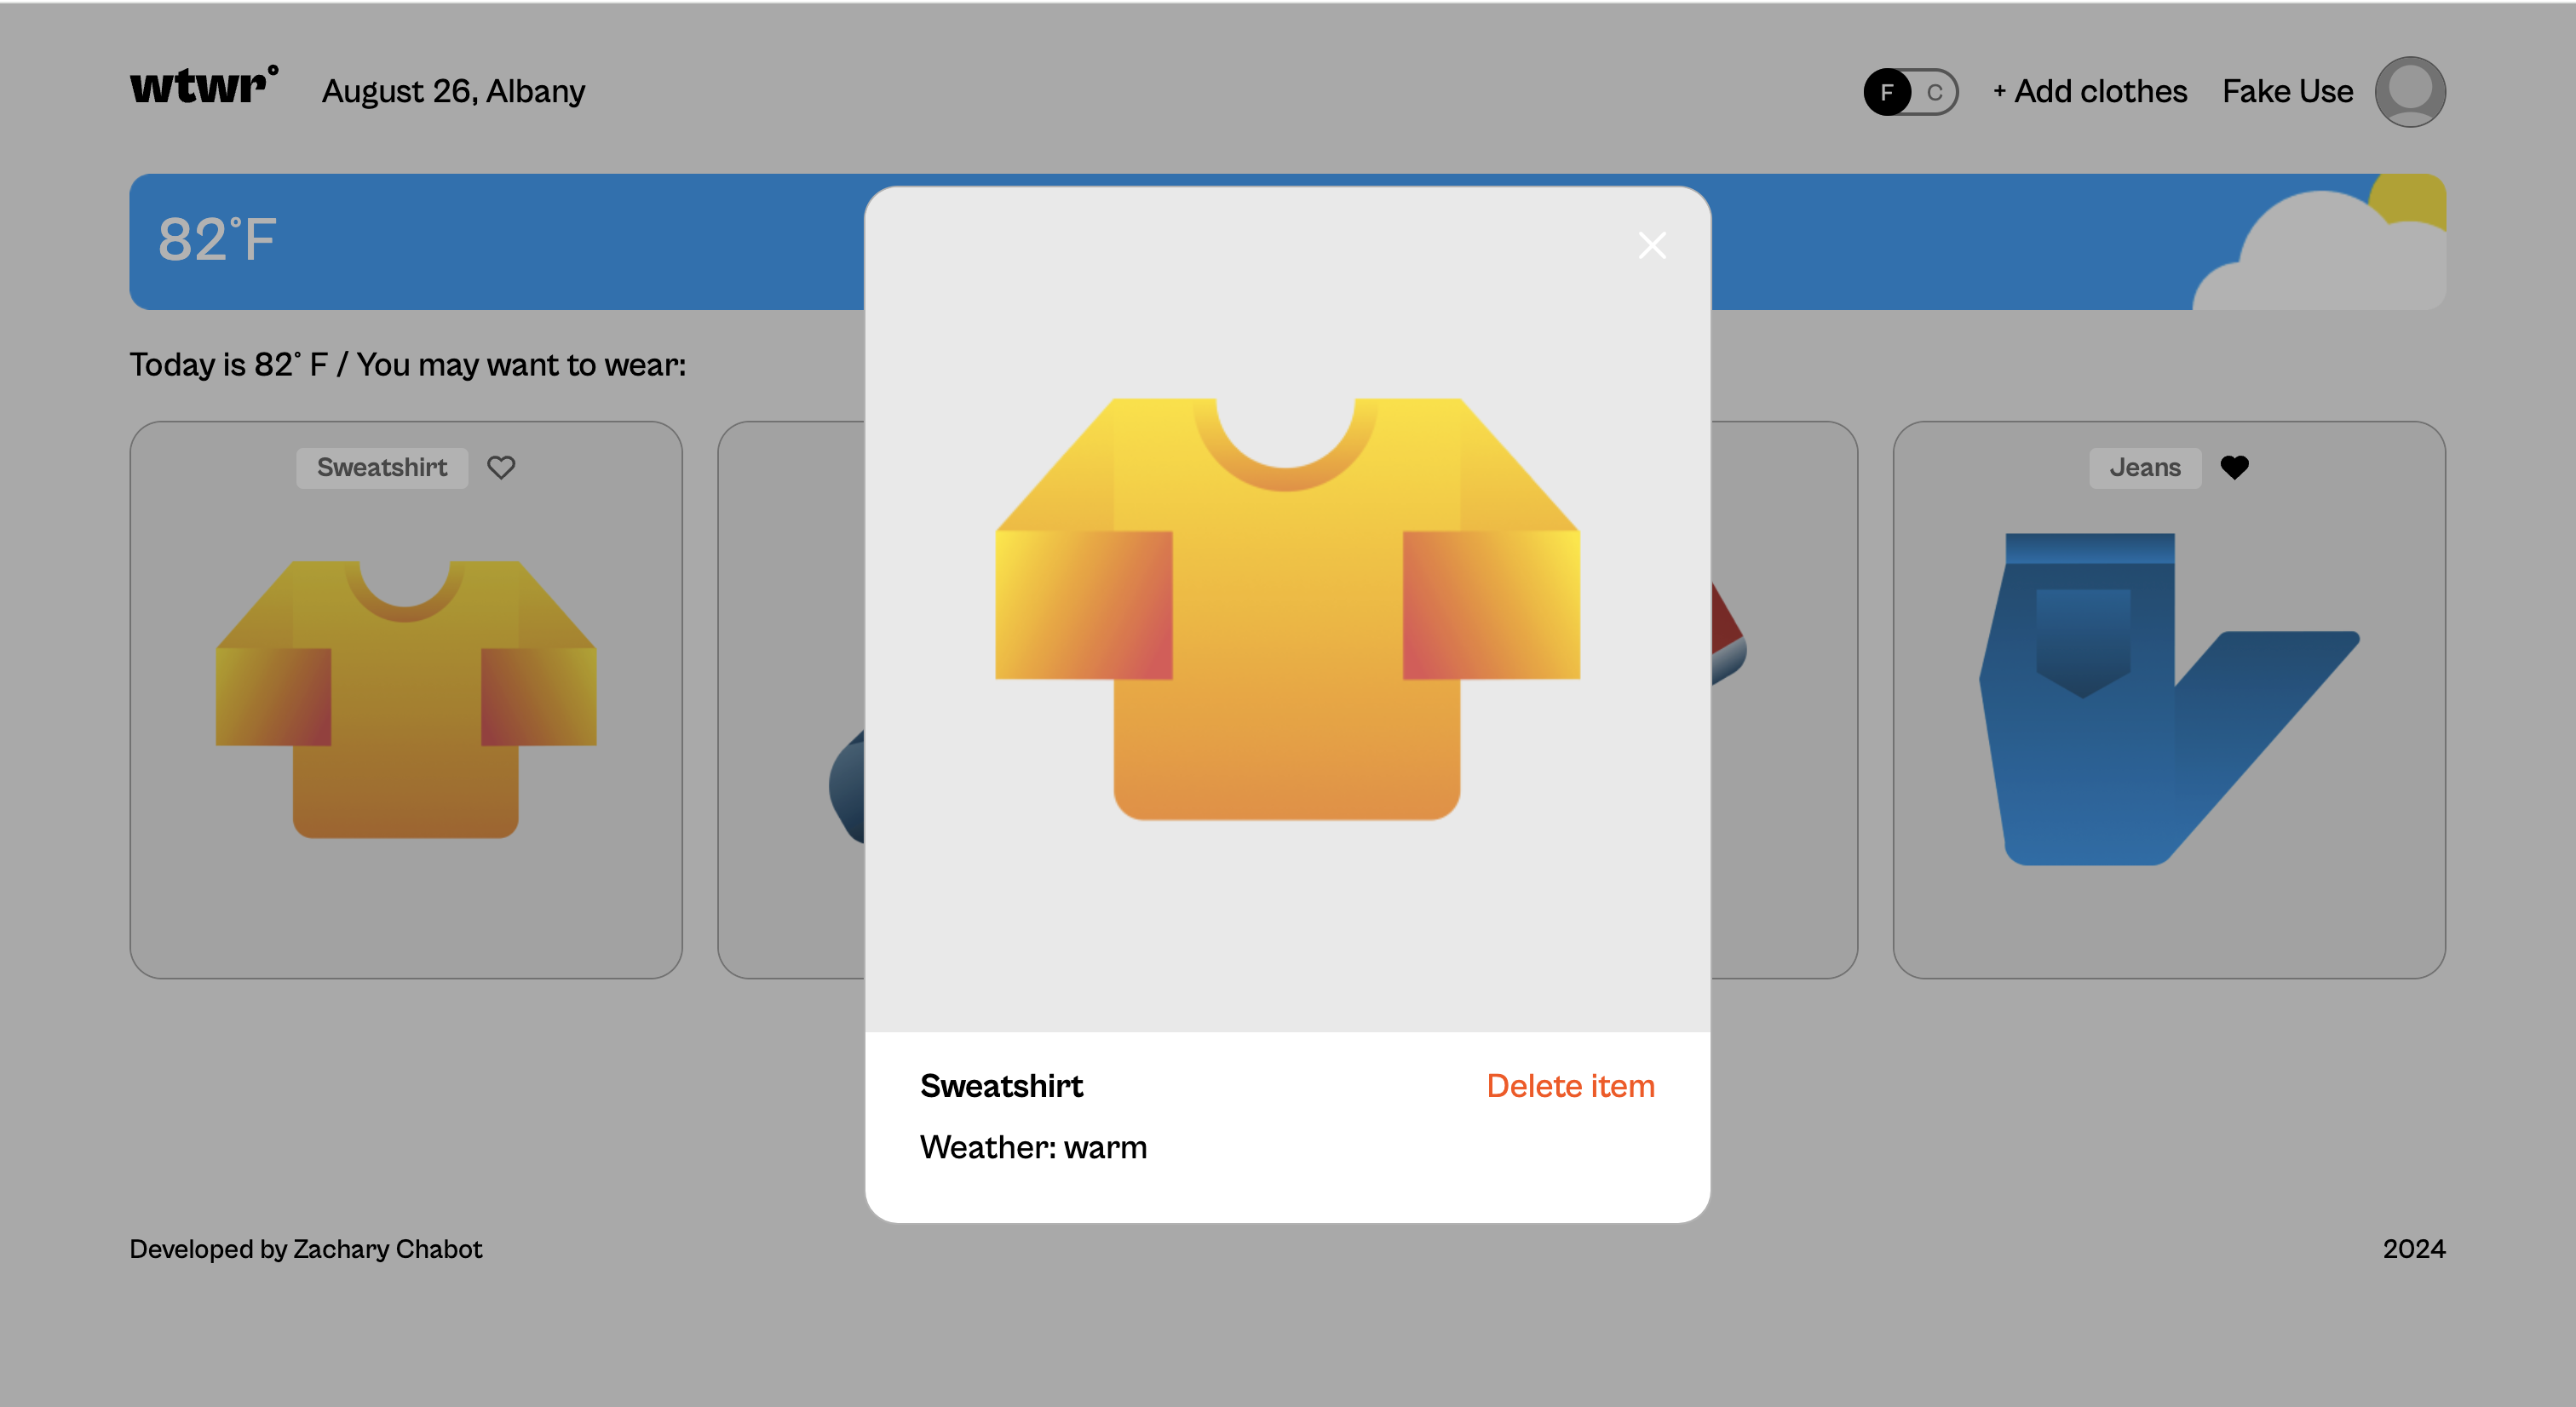 wtwr°
August 26, Albany
F C
+ Add clothes
Fake Use
82°F
Today is 82° F / You may want to wear:
Sweatshirt
Jeans
Sweatshirt
Delete item
Weather: warm
Developed by Zachary Chabot
2024